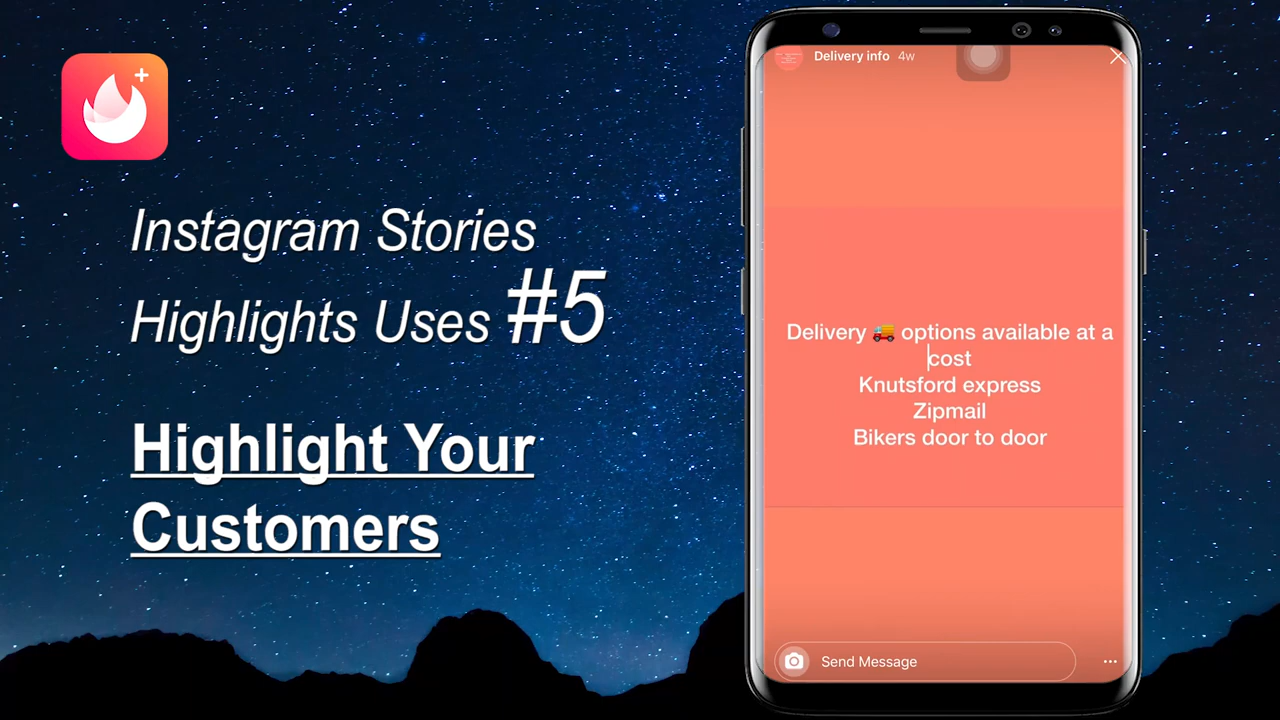 Instagram Stories
Highlights Uses #5
Highlight Your
Customers
Delivery info 4w
Delivery 🚚 options available at a
cost
Knutsford express
Zipmail
Bikers door to door
Send Message